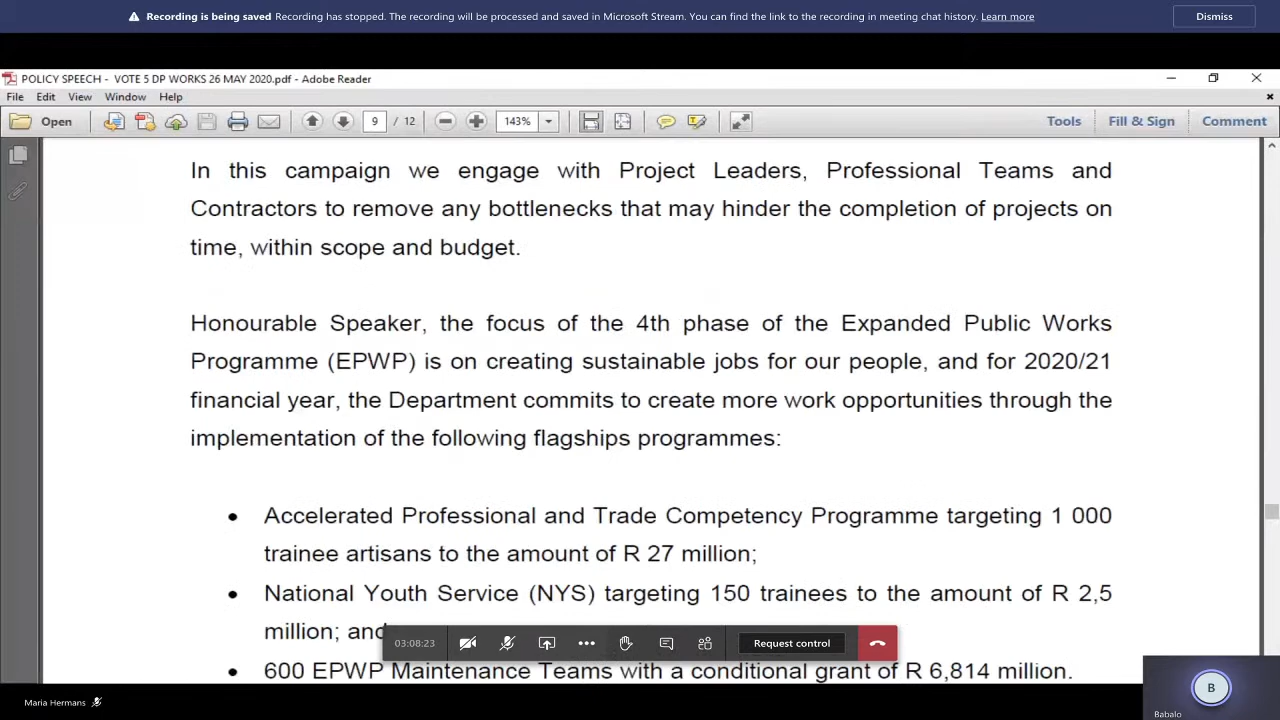 Recording is being saved Recording has stopped. The recording will be processed and saved in Microsoft Stream. You can find the link to the recording in meeting chat history. Learn more Dismiss
POLICY SPEECH - VOTE 5 DP WORKS 26 MAY 2020.pdf - Adobe Reader
File Edit View Window Help
Open 9 / 12 143% Tools Fill & Sign Comment
In this campaign we engage with Project Leaders, Professional Teams and
Contractors to remove any bottlenecks that may hinder the completion of projects on
time, within scope and budget.
Honourable Speaker, the focus of the 4th phase of the Expanded Public Works
Programme (EPWP) is on creating sustainable jobs for our people, and for 2020/21
financial year, the Department commits to create more work opportunities through the
implementation of the following flagships programmes:
• Accelerated Professional and Trade Competency Programme targeting 1 000
trainee artisans to the amount of R 27 million;
• National Youth Service (NYS) targeting 150 trainees to the amount of R 2,5
million; and
03:08:23 Request control
• 600 EPWP Maintenance Teams with a conditional grant of R 6,814 million.
B
Maria Hermans
Babalo